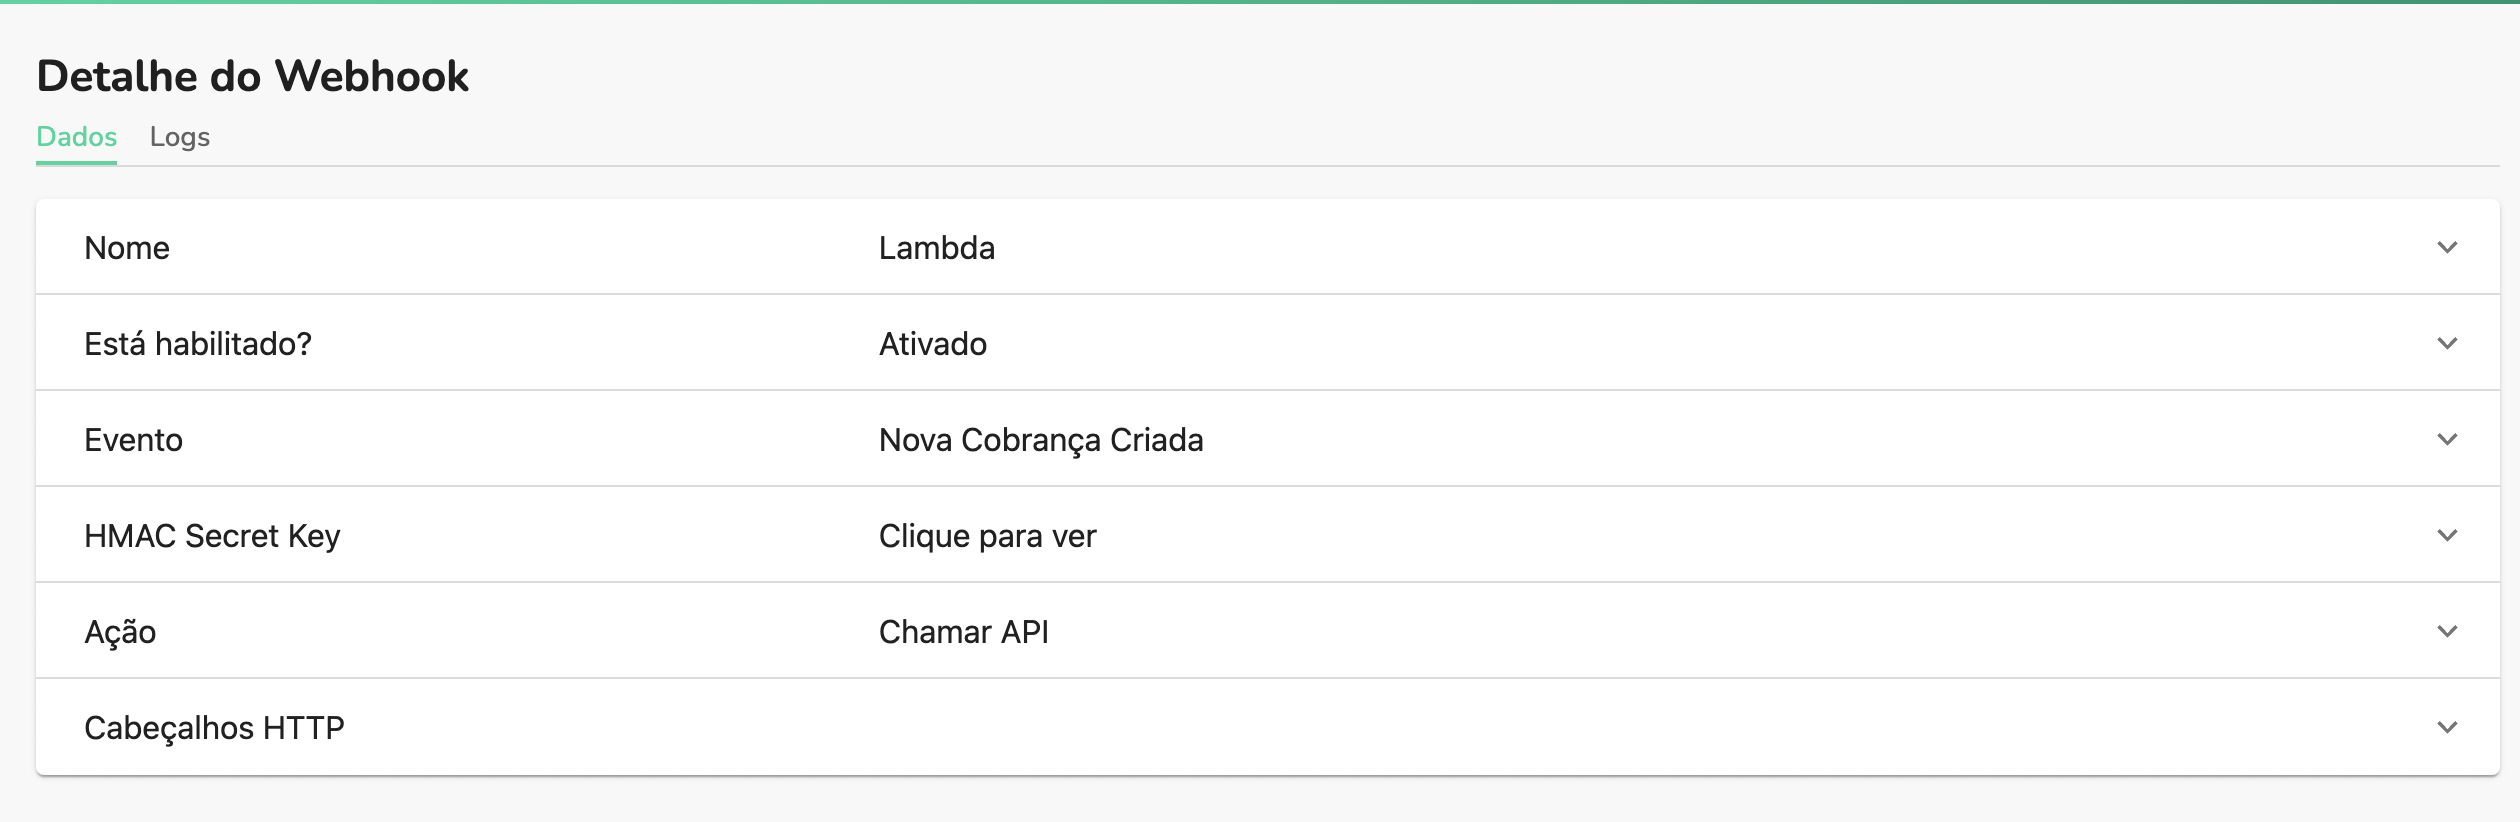 Detalhe do Webhook
Dados Logs
Nome Lambda
Está habilitado? Ativado
Evento Nova Cobrança Criada
HMAC Secret Key Clique para ver
Ação Chamar API
Cabeçalhos HTTP